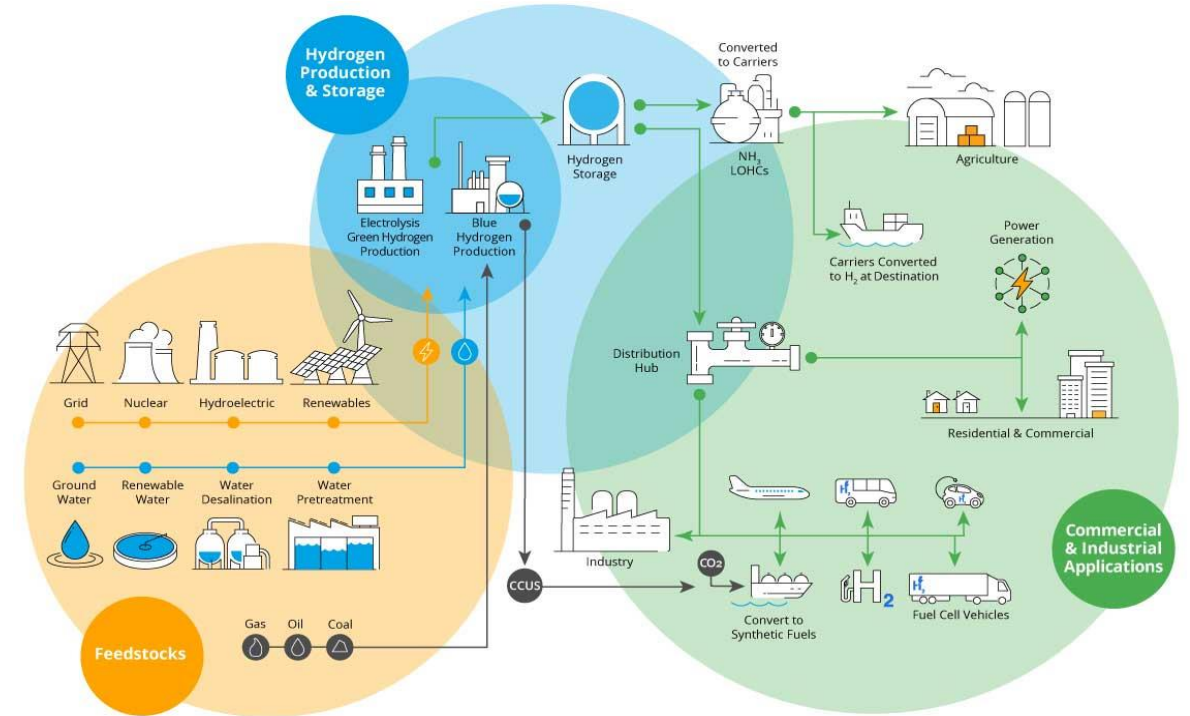 Hydrogen
Production
& Storage
Electrolysis
Green Hydrogen
Production
Blue
Hydrogen
Production
Hydrogen
Storage
Converted
to Carriers
NH₃
LOHCs
Agriculture
Carriers Converted
to H₂ at Destination
Power
Generation
Distribution
Hub
Residential & Commercial
Grid
Nuclear
Hydroelectric
Renewables
Ground
Water
Renewable
Water
Water
Desalination
Water
Pretreatment
Feedstocks
Gas
Oil
Coal
CCUS
Industry
CO2
Convert to
Synthetic Fuels
H₂
H₂
H2
H₂
Fuel Cell Vehicles
Commercial
& Industrial
Applications